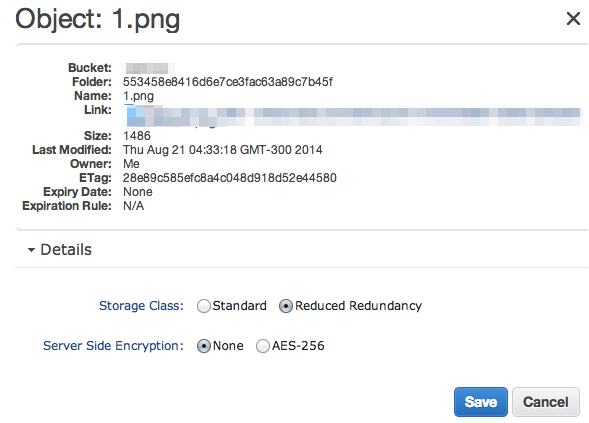 Object: 1.png
Bucket:
Folder: 553458e8416d6e7ce3fac63a89c7b45f
Name: 1.png
Link:
Size: 1486
Last Modified: Thu Aug 21 04:33:18 GMT-300 2014
Owner: Me
ETag: 28e89c585efc8a4c048d918d52e44580
Expiry Date: None
Expiration Rule: N/A
Details
Storage Class: Standard Reduced Redundancy
Server Side Encryption: None AES-256
Save Cancel